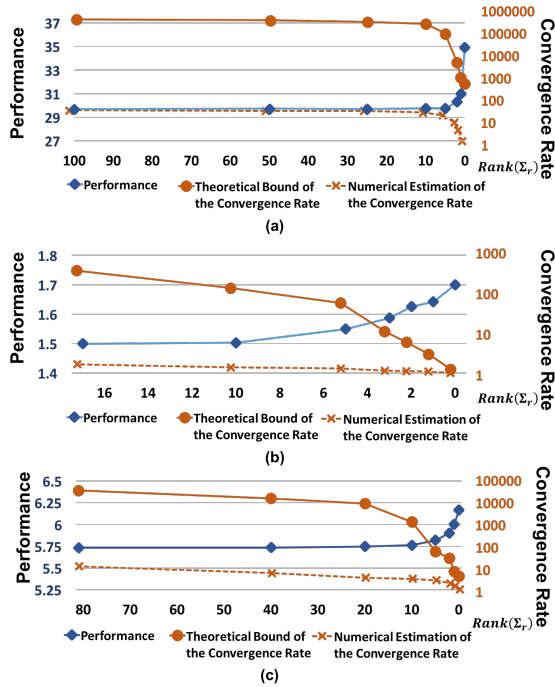 Performance
37
35
33
31
29
27
1000000
100000
10000
1000
100
10
1
Convergence Rate
100 90 80 70 60 50 40 30 20 10 0
Rank(Σr)
Performance Theoretical Bound of the Convergence Rate Numerical Estimation of the Convergence Rate
(a)
Performance
1.8
1.7
1.6
1.5
1.4
1000
100
10
1
Convergence Rate
16 14 12 10 8 6 4 2 0
Rank(Σr)
Performance Theoretical Bound of the Convergence Rate Numerical Estimation of the Convergence Rate
(b)
Performance
6.5
6.25
6
5.75
5.5
5.25
100000
10000
1000
100
10
1
Convergence Rate
80 70 60 50 40 30 20 10 0
Rank(Σr)
Performance Theoretical Bound of the Convergence Rate Numerical Estimation of the Convergence Rate
(c)